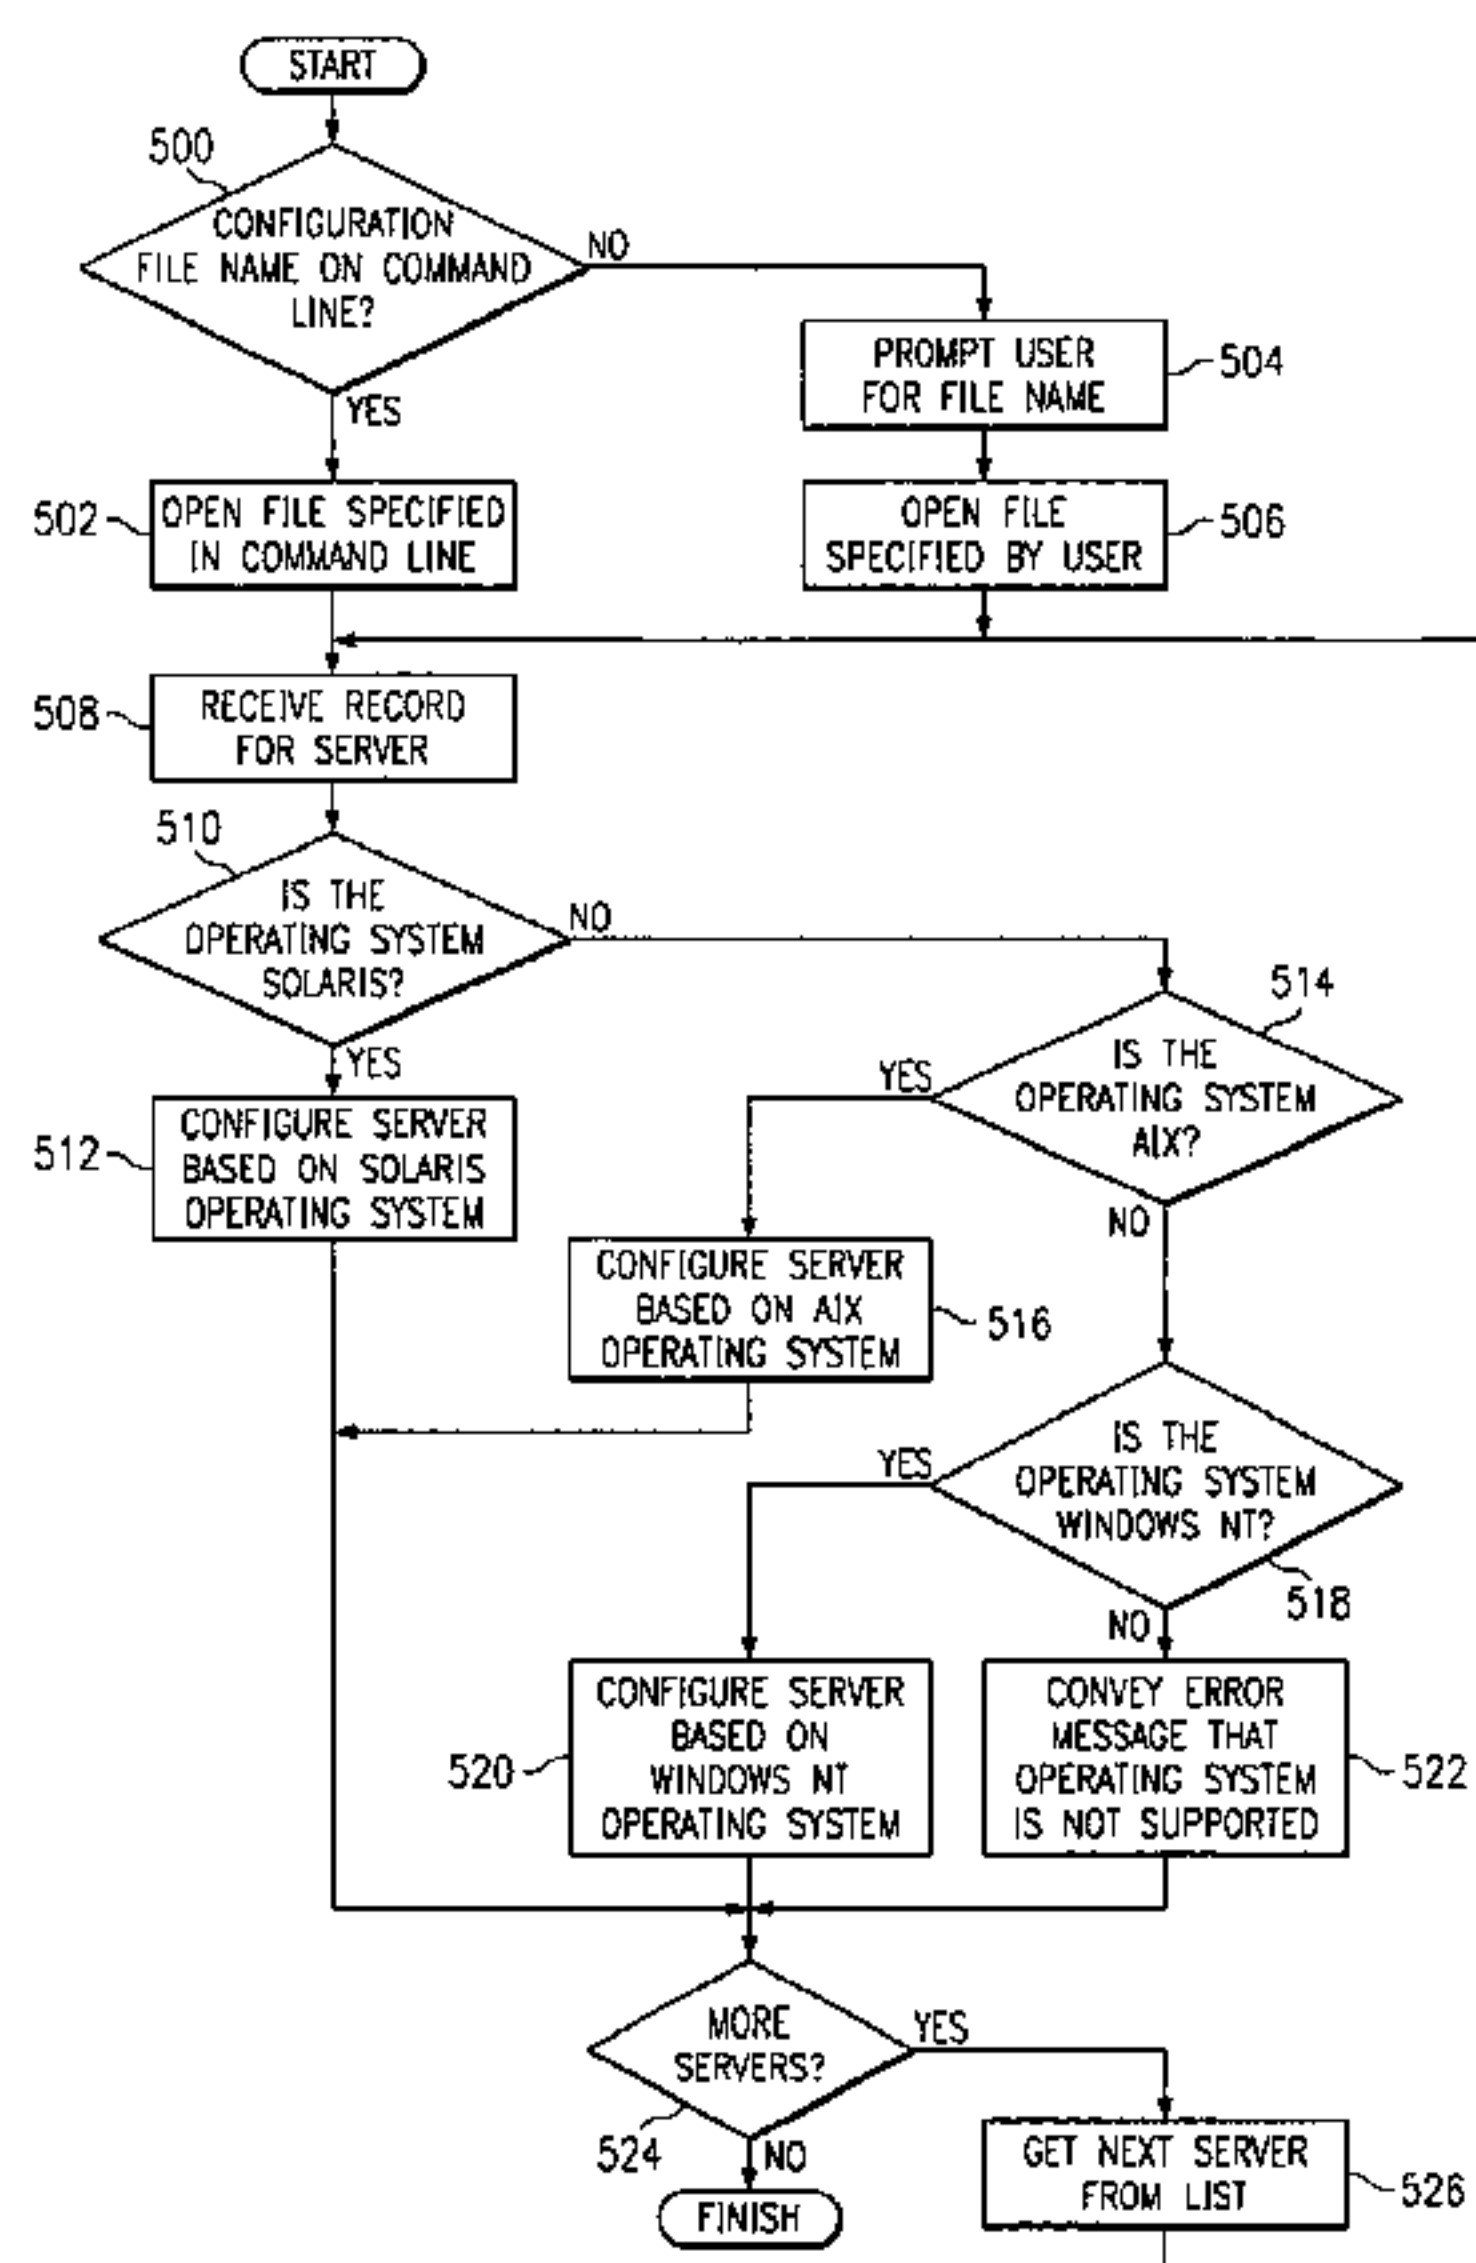 START
500
CONFIGURATION
FILE NAME ON COMMAND
LINE?
NO
YES
PROMPT USER
FOR FILE NAME
504
502
OPEN FILE SPECIFIED
IN COMMAND LINE
OPEN FILE
SPECIFIED BY USER
506
508
RECEIVE RECORD
FOR SERVER
510
IS THE
OPERATING SYSTEM
SOLARIS?
NO
YES
514
IS THE
OPERATING SYSTEM
AIX?
YES
NO
512
CONFIGURE SERVER
BASED ON SOLARIS
OPERATING SYSTEM
CONFIGURE SERVER
BASED ON AIX
OPERATING SYSTEM
516
IS THE
OPERATING SYSTEM
WINDOWS NT?
YES
518
NO
520
CONFIGURE SERVER
BASED ON
WINDOWS NT
OPERATING SYSTEM
CONVEY ERROR
MESSAGE THAT
OPERATING SYSTEM
IS NOT SUPPORTED
522
MORE
SERVERS?
YES
524
NO
GET NEXT SERVER
FROM LIST
526
FINISH